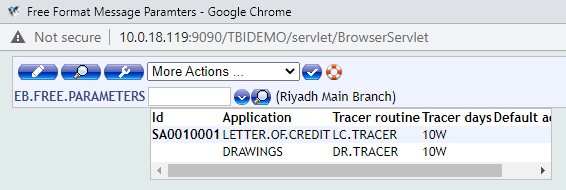 Free Format Message Paramters - Google Chrome
Not secure | 10.0.18.119:9090/TBIDEMO/servlet/BrowserServlet
More Actions ...
EB.FREE.PARAMETERS (Riyadh Main Branch)
Id Application Tracer routine Tracer days Default ac
SA0010001 LETTER.OF.CREDIT LC.TRACER 10W
DRAWINGS DR.TRACER 10W